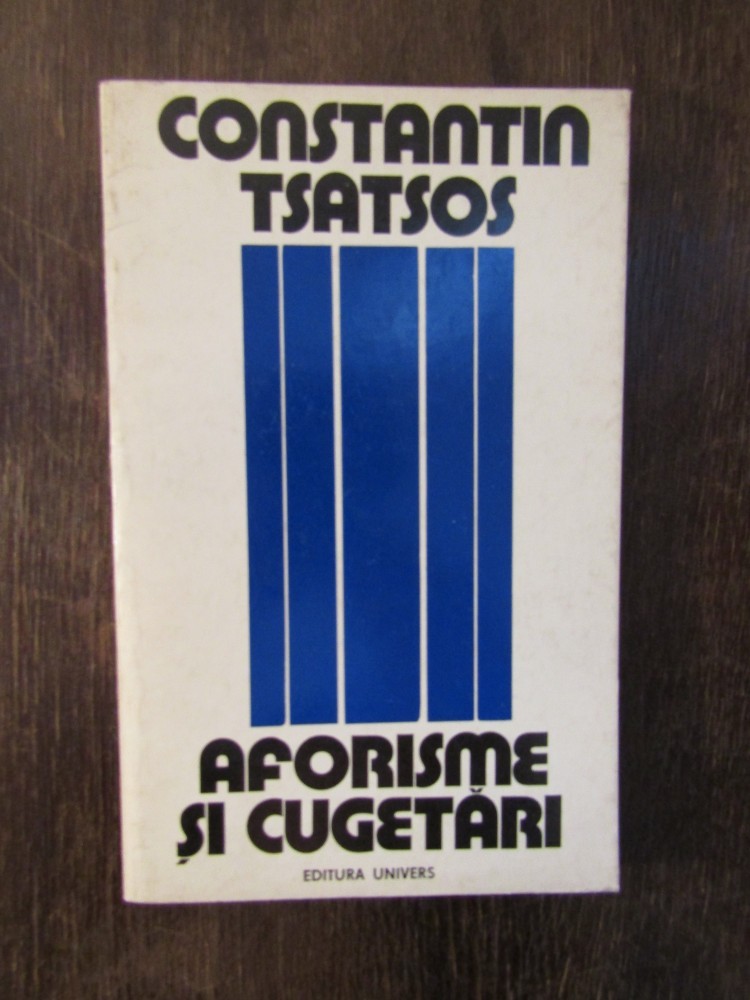 CONSTANTIN
TSATSOS
AFORISME
ȘI CUGETĂRI
EDITURA UNIVERS